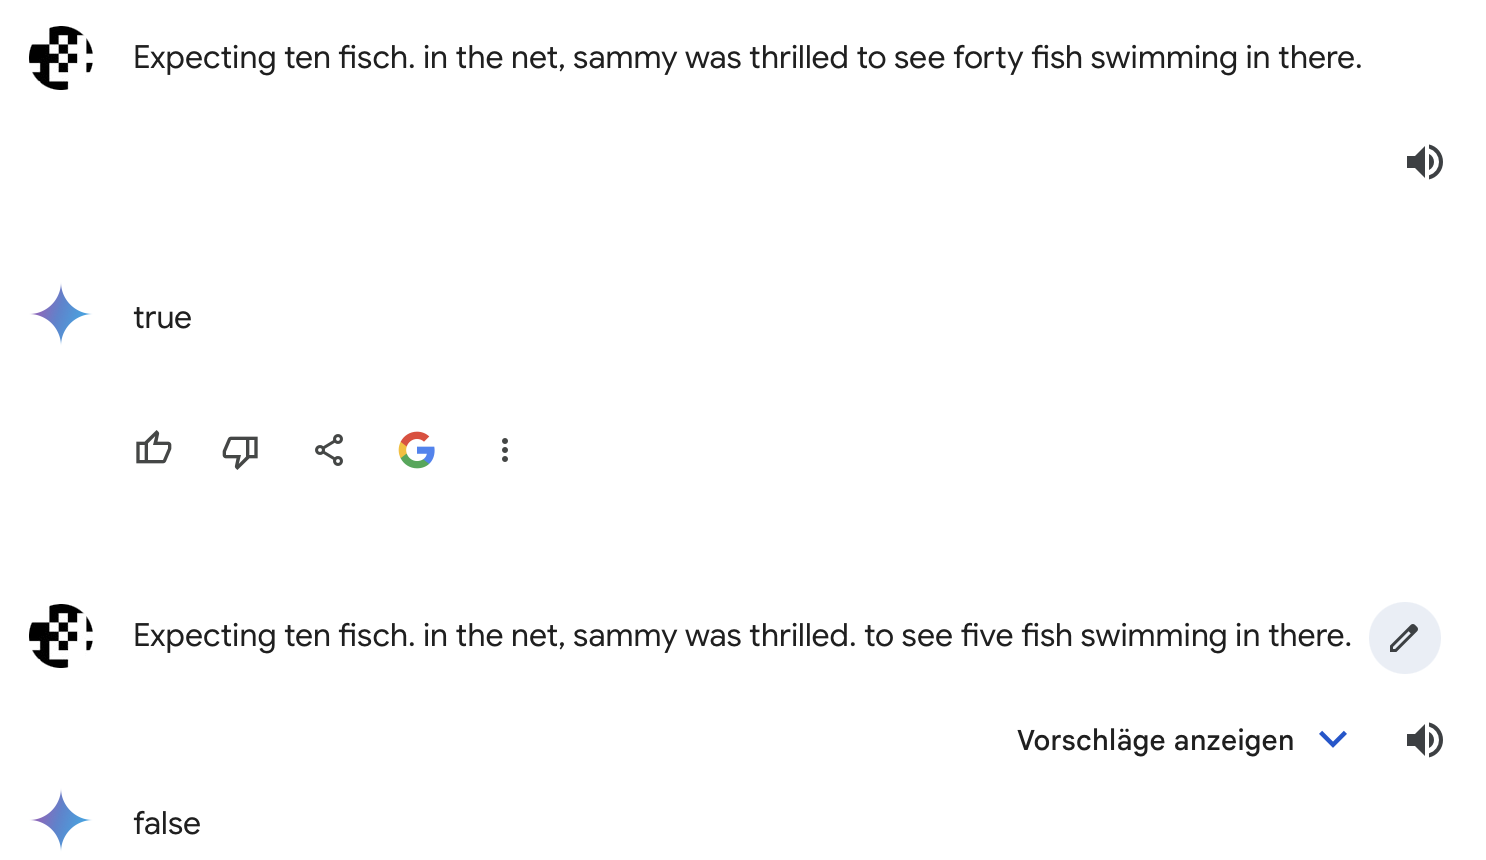 Expecting ten fisch. in the net, sammy was thrilled to see forty fish swimming in there.
true
Expecting ten fisch. in the net, sammy was thrilled. to see five fish swimming in there.
Vorschläge anzeigen
false